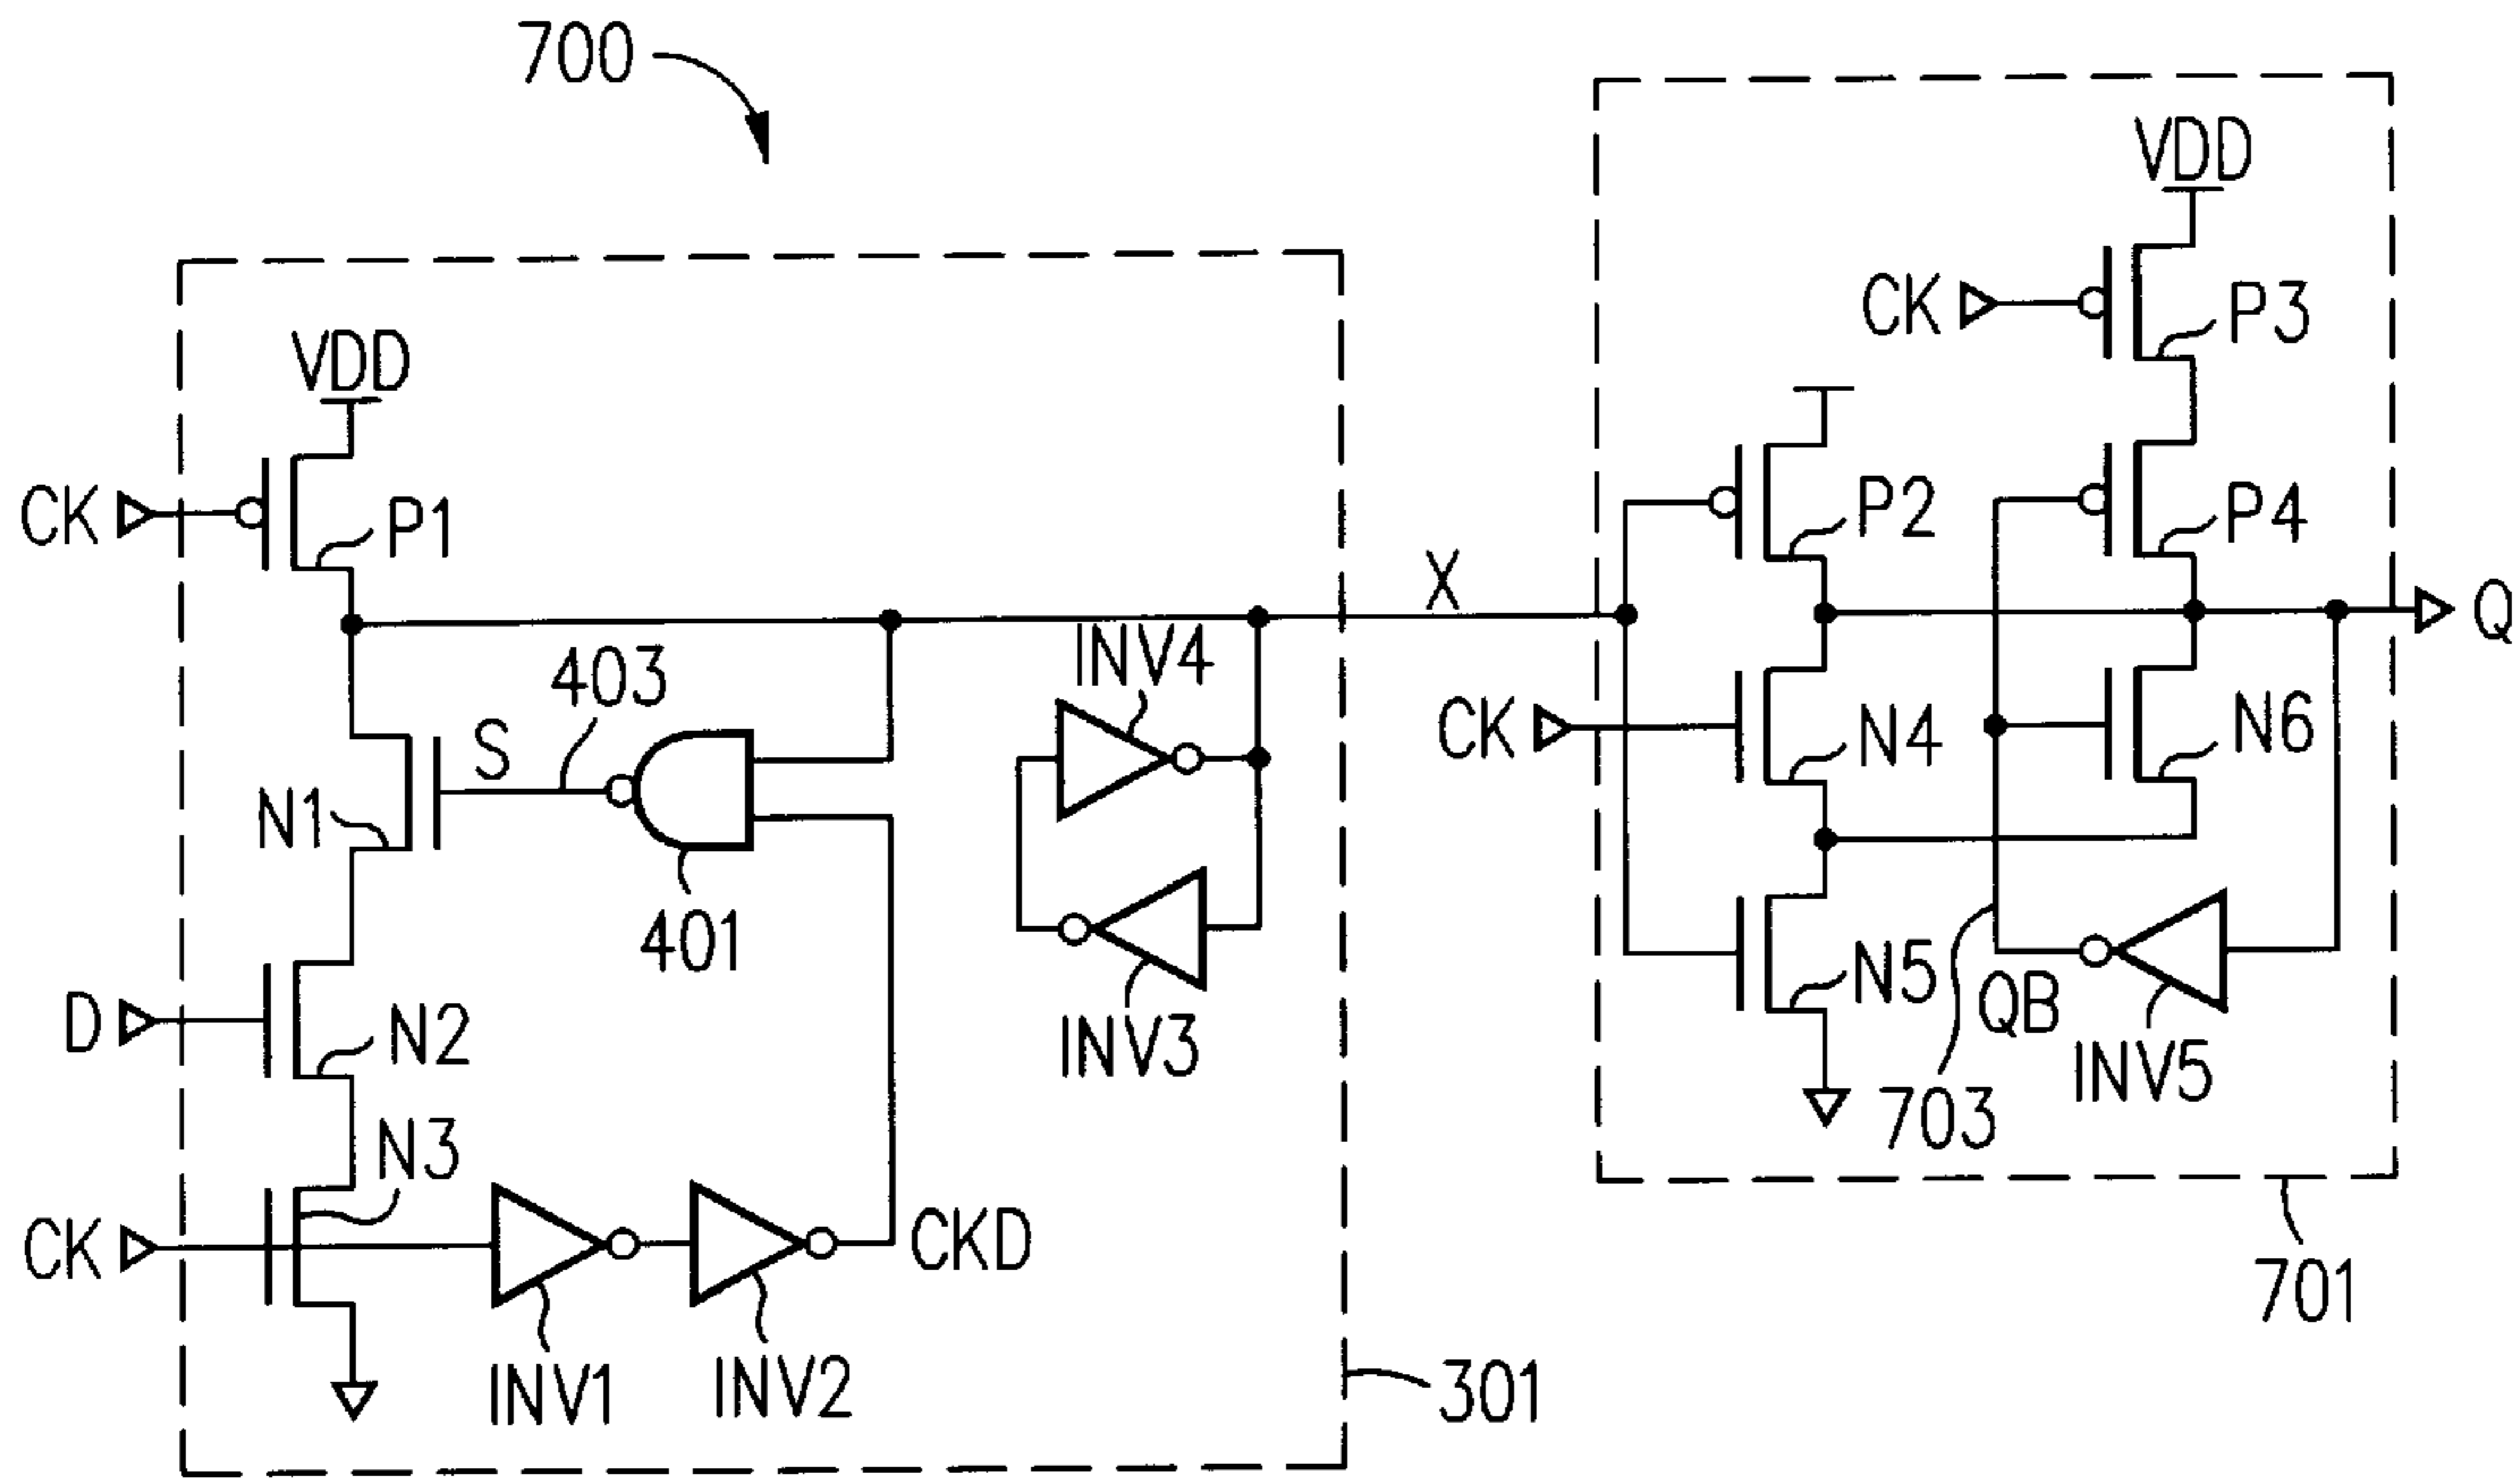 700
VDD
CK
P3
VDD
CK
P1
P2
P4
X
Q
INV4
403
S
CK
N4
N6
N1
401
D
N2
INV3
N5
QB
INV5
703
N3
CK
CKD
701
INV1
INV2
301